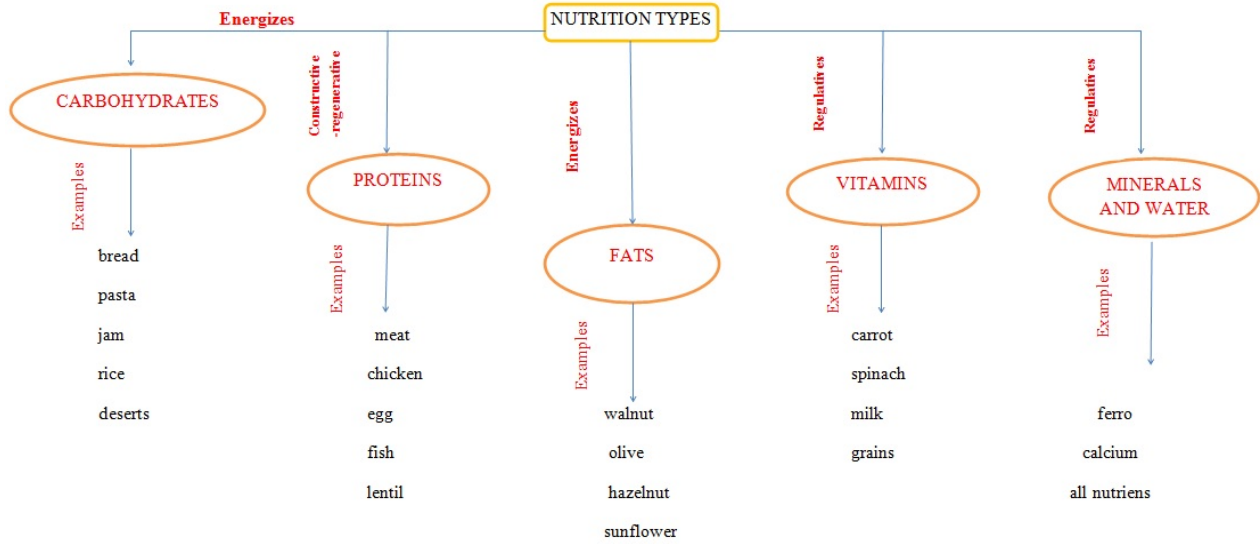 NUTRITION TYPES
Energizes
CARBOHYDRATES
Examples
bread
pasta
jam
rice
deserts
Constructive
-regenerative
PROTEINS
Examples
meat
chicken
egg
fish
lentil
Energizes
FATS
Examples
walnut
olive
hazelnut
sunflower
Regulatives
VITAMINS
Examples
carrot
spinach
milk
grains
Regulatives
MINERALS
AND WATER
Examples
ferro
calcium
all nutriens